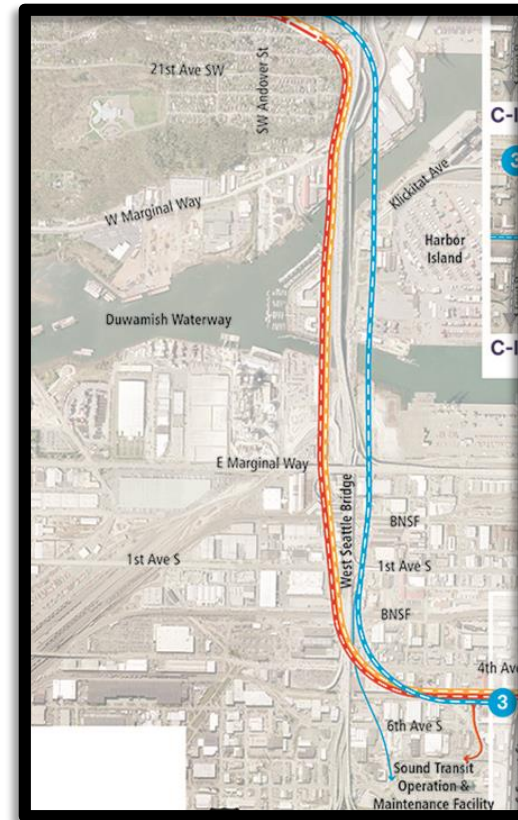 21st Ave SW
SW Andover St
C-
W Marginal Way
Klickitat Ave
3
Harbor
Island
Duwamish Waterway
C-
E Marginal Way
West Seattle Bridge
BNSF
1st Ave S
1st Ave S
BNSF
4th Ave
3
6th Ave S
Sound Transit
Operation &
Maintenance Facility